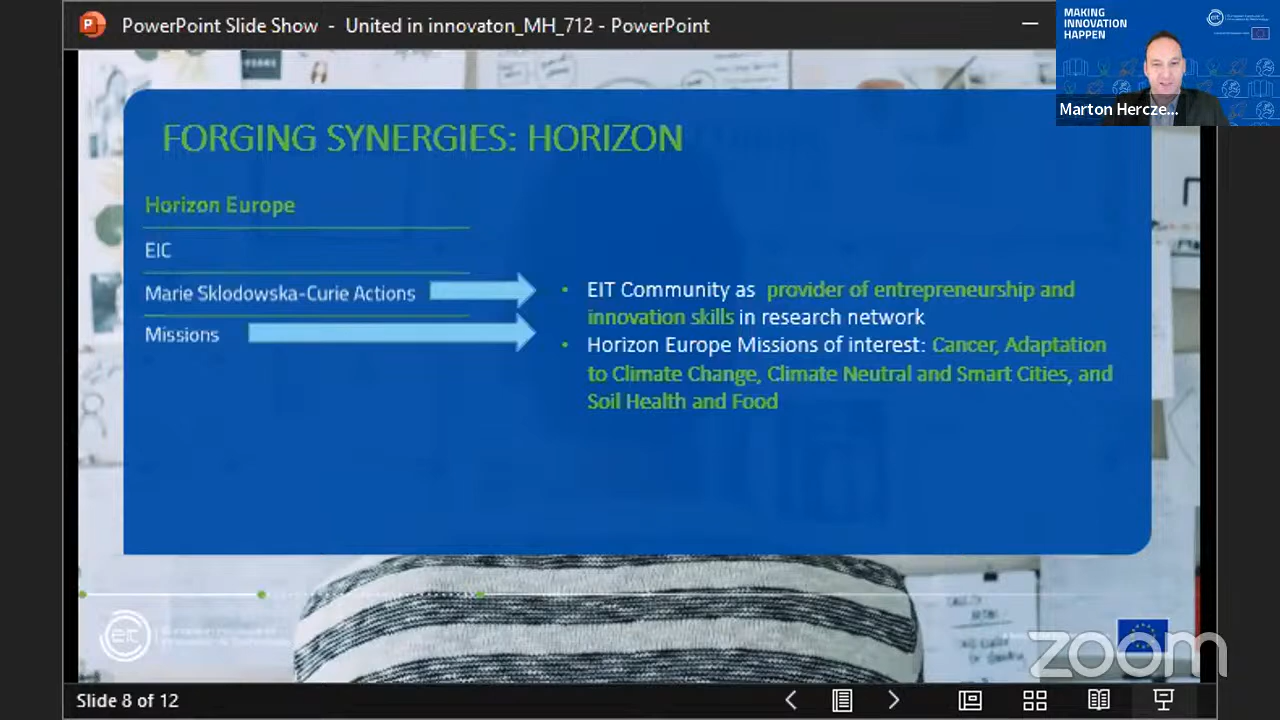 PowerPoint Slide Show - United in innovaton_MH_712 - PowerPoint
MAKING
INNOVATION
HAPPEN
eit
Marton Hercze...
FORGING SYNERGIES: HORIZON
Horizon Europe
EIC
Marie Sklodowska-Curie Actions
Missions
• EIT Community as provider of entrepreneurship and
innovation skills in research network
• Horizon Europe Missions of interest: Cancer, Adaptation
to Climate Change, Climate Neutral and Smart Cities, and
Soil Health and Food
eit
zoom
Slide 8 of 12